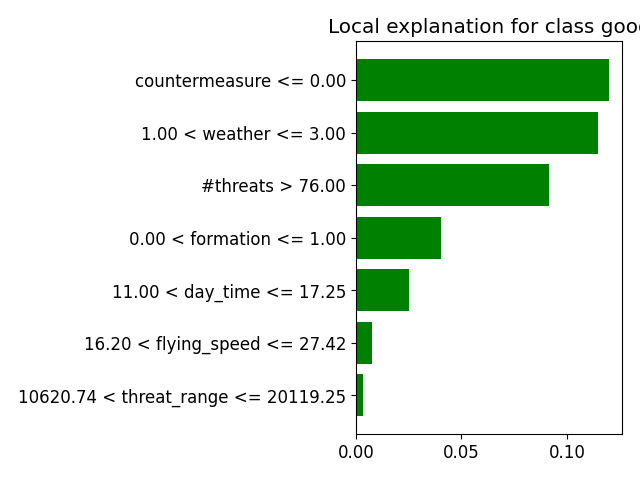 Local explanation for class good
countermeasure <= 0.00
1.00 < weather <= 3.00
#threats > 76.00
0.00 < formation <= 1.00
11.00 < day_time <= 17.25
16.20 < flying_speed <= 27.42
10620.74 < threat_range <= 20119.25
0.00 0.05 0.10